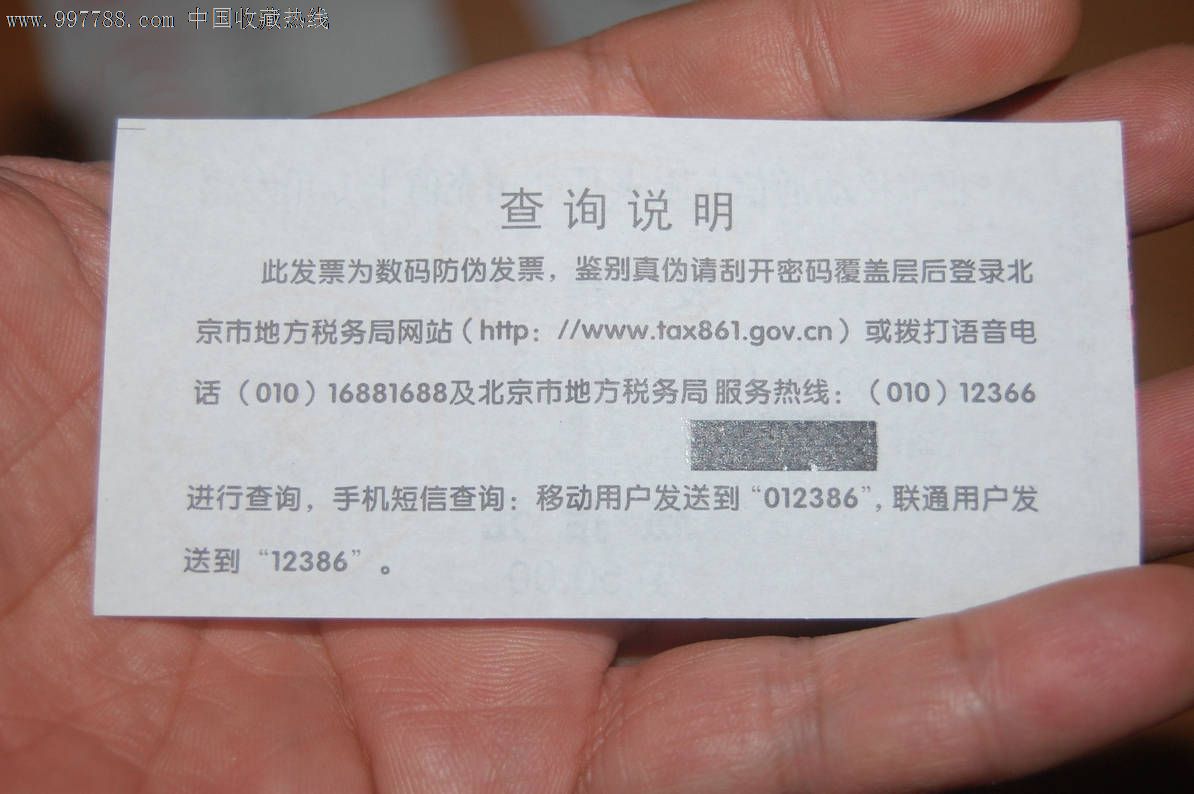 www.997788.com 中国收藏热线
查询说明
此发票为数码防伪发票，鉴别真伪请刮开密码覆盖层后登录北
京市地方税务局网站（http：//www.tax861.gov.cn）或拨打语音电
话（010）16881688及北京市地方税务局 服务热线：（010）12366
进行查询，手机短信查询：移动用户发送到“012386”，联通用户发
送到“12386”。